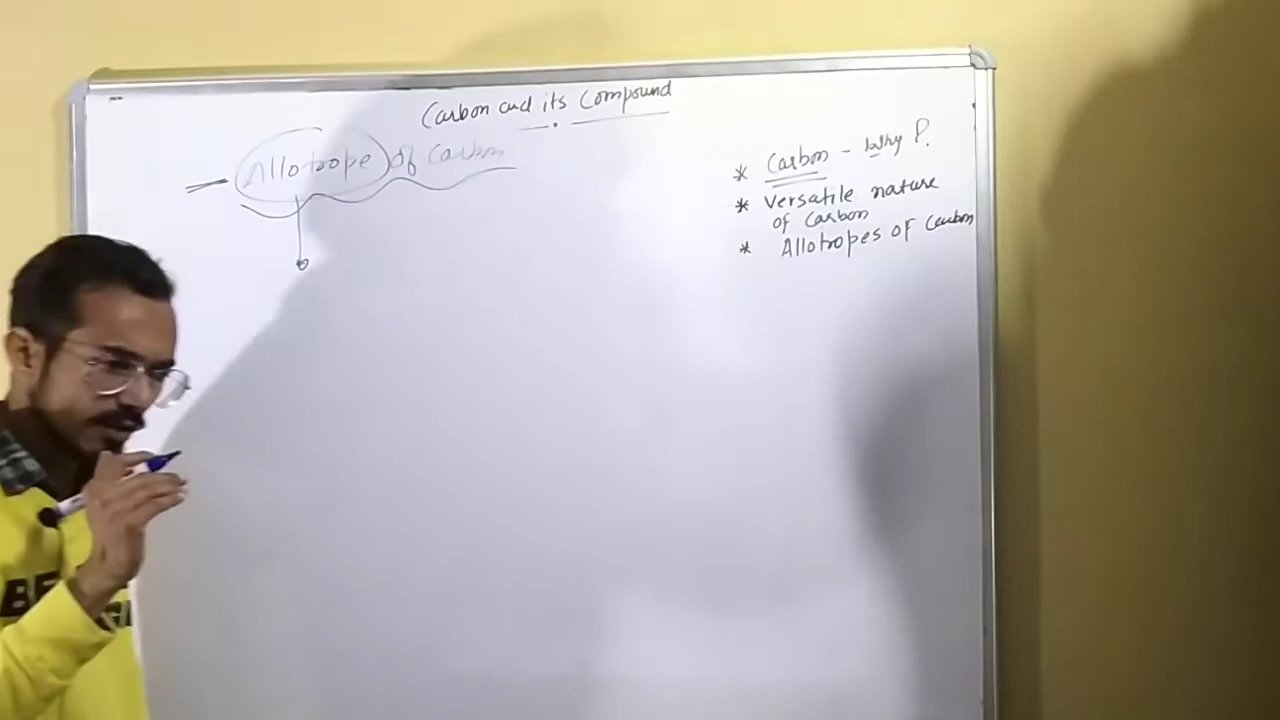 Carbon and its Compound
Allotrope of Carbon
* Carbon - Why ?.
* Versatile nature
of Carbon
* Allotropes of Carbon